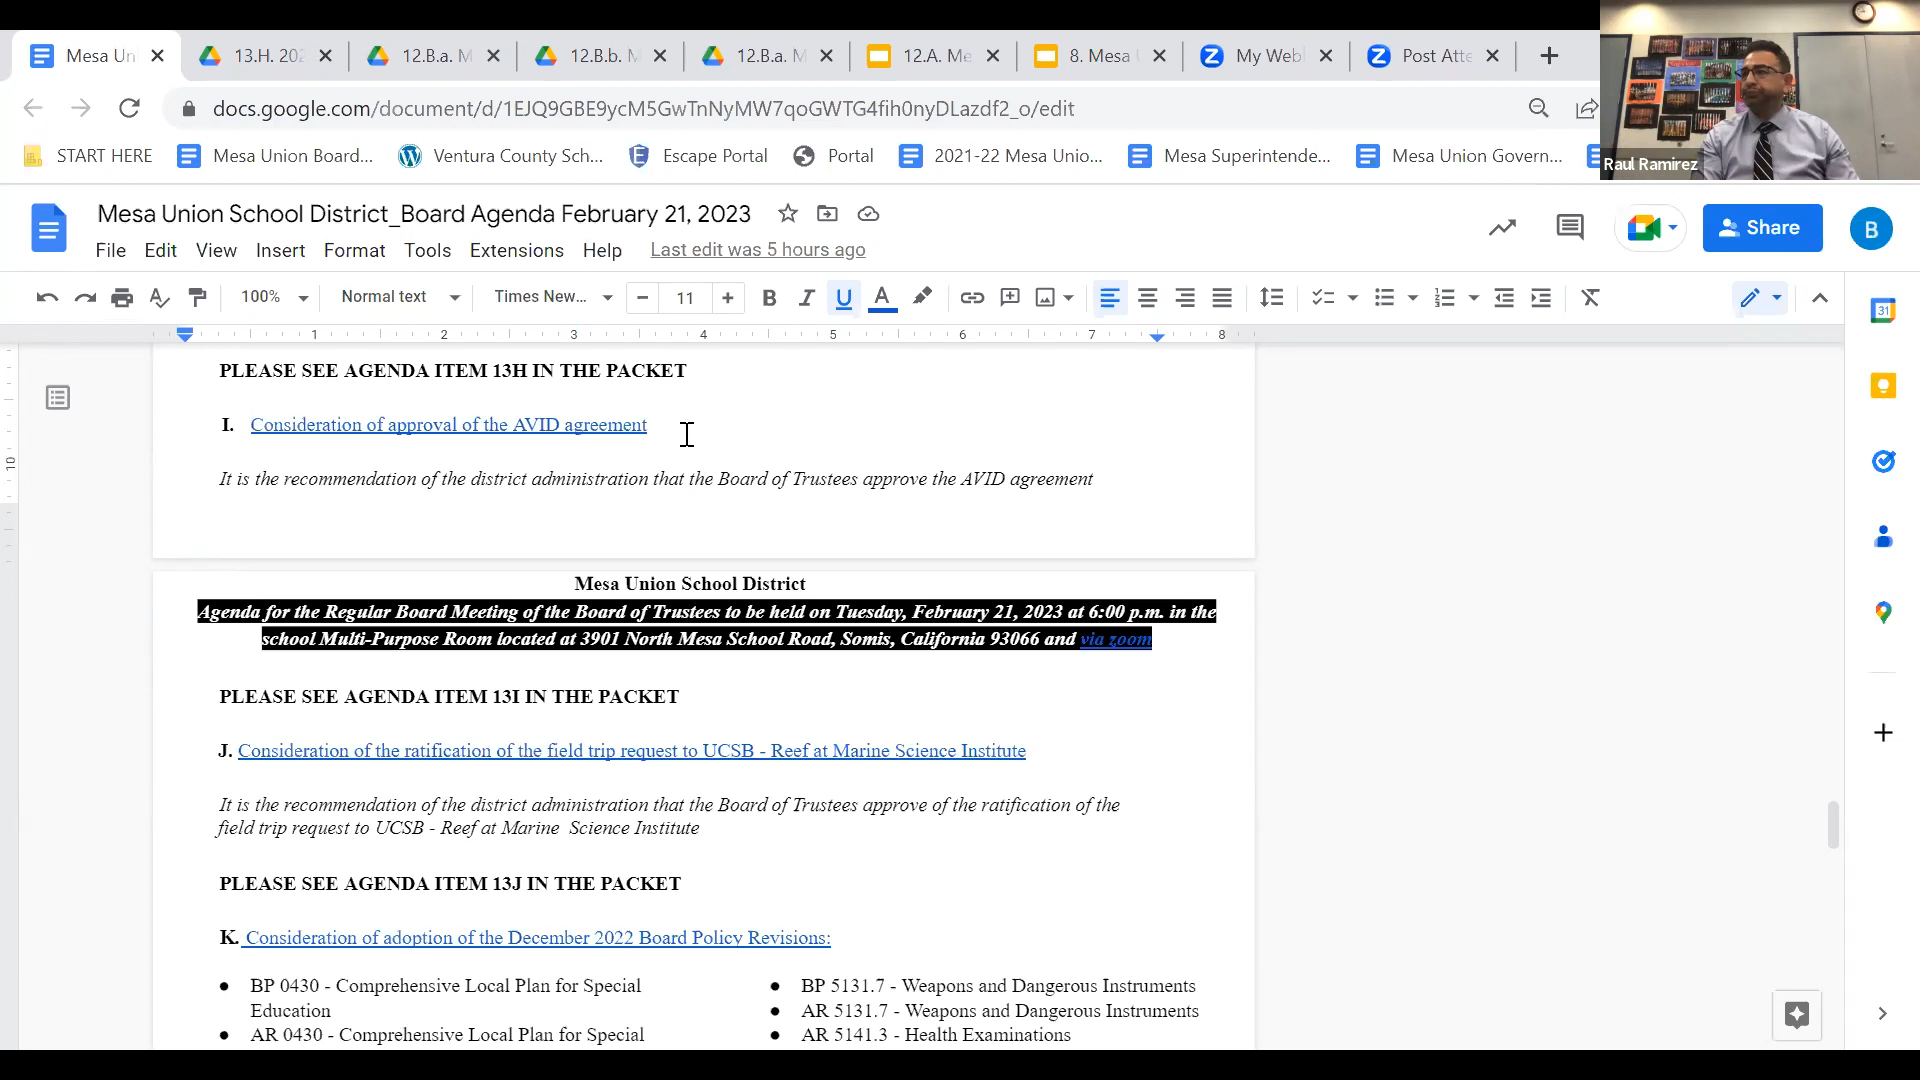 Mesa Un
13.H. 202
12.B.a. M
12.B.b. M
12.B.a. M
12.A. Me
8. Mesa
My Web
Post Atte
docs.google.com/document/d/1EJQ9GBE9ycM5GwTnNyMW7qoGWTG4fih0nyDLazdf2_o/edit
START HERE
Mesa Union Board...
Ventura County Sch...
Escape Portal
Portal
2021-22 Mesa Unio...
Mesa Superintende...
Mesa Union Govern...
Raul Ramirez
Mesa Union School District_Board Agenda February 21, 2023
File Edit View Insert Format Tools Extensions Help Last edit was 5 hours ago
Share
B
100% Normal text Times New... 11 B I U A
31
1 2 3 4 5 6 7 8
10
PLEASE SEE AGENDA ITEM 13H IN THE PACKET
I. Consideration of approval of the AVID agreement
It is the recommendation of the district administration that the Board of Trustees approve the AVID agreement
Mesa Union School District
Agenda for the Regular Board Meeting of the Board of Trustees to be held on Tuesday, February 21, 2023 at 6:00 p.m. in the
school Multi-Purpose Room located at 3901 North Mesa School Road, Somis, California 93066 and via zoom
PLEASE SEE AGENDA ITEM 13I IN THE PACKET
J. Consideration of the ratification of the field trip request to UCSB - Reef at Marine Science Institute
It is the recommendation of the district administration that the Board of Trustees approve of the ratification of the
field trip request to UCSB - Reef at Marine Science Institute
PLEASE SEE AGENDA ITEM 13J IN THE PACKET
K. Consideration of adoption of the December 2022 Board Policy Revisions:
● BP 0430 - Comprehensive Local Plan for Special
Education
● AR 0430 - Comprehensive Local Plan for Special
● BP 5131.7 - Weapons and Dangerous Instruments
● AR 5131.7 - Weapons and Dangerous Instruments
● AR 5141.3 - Health Examinations